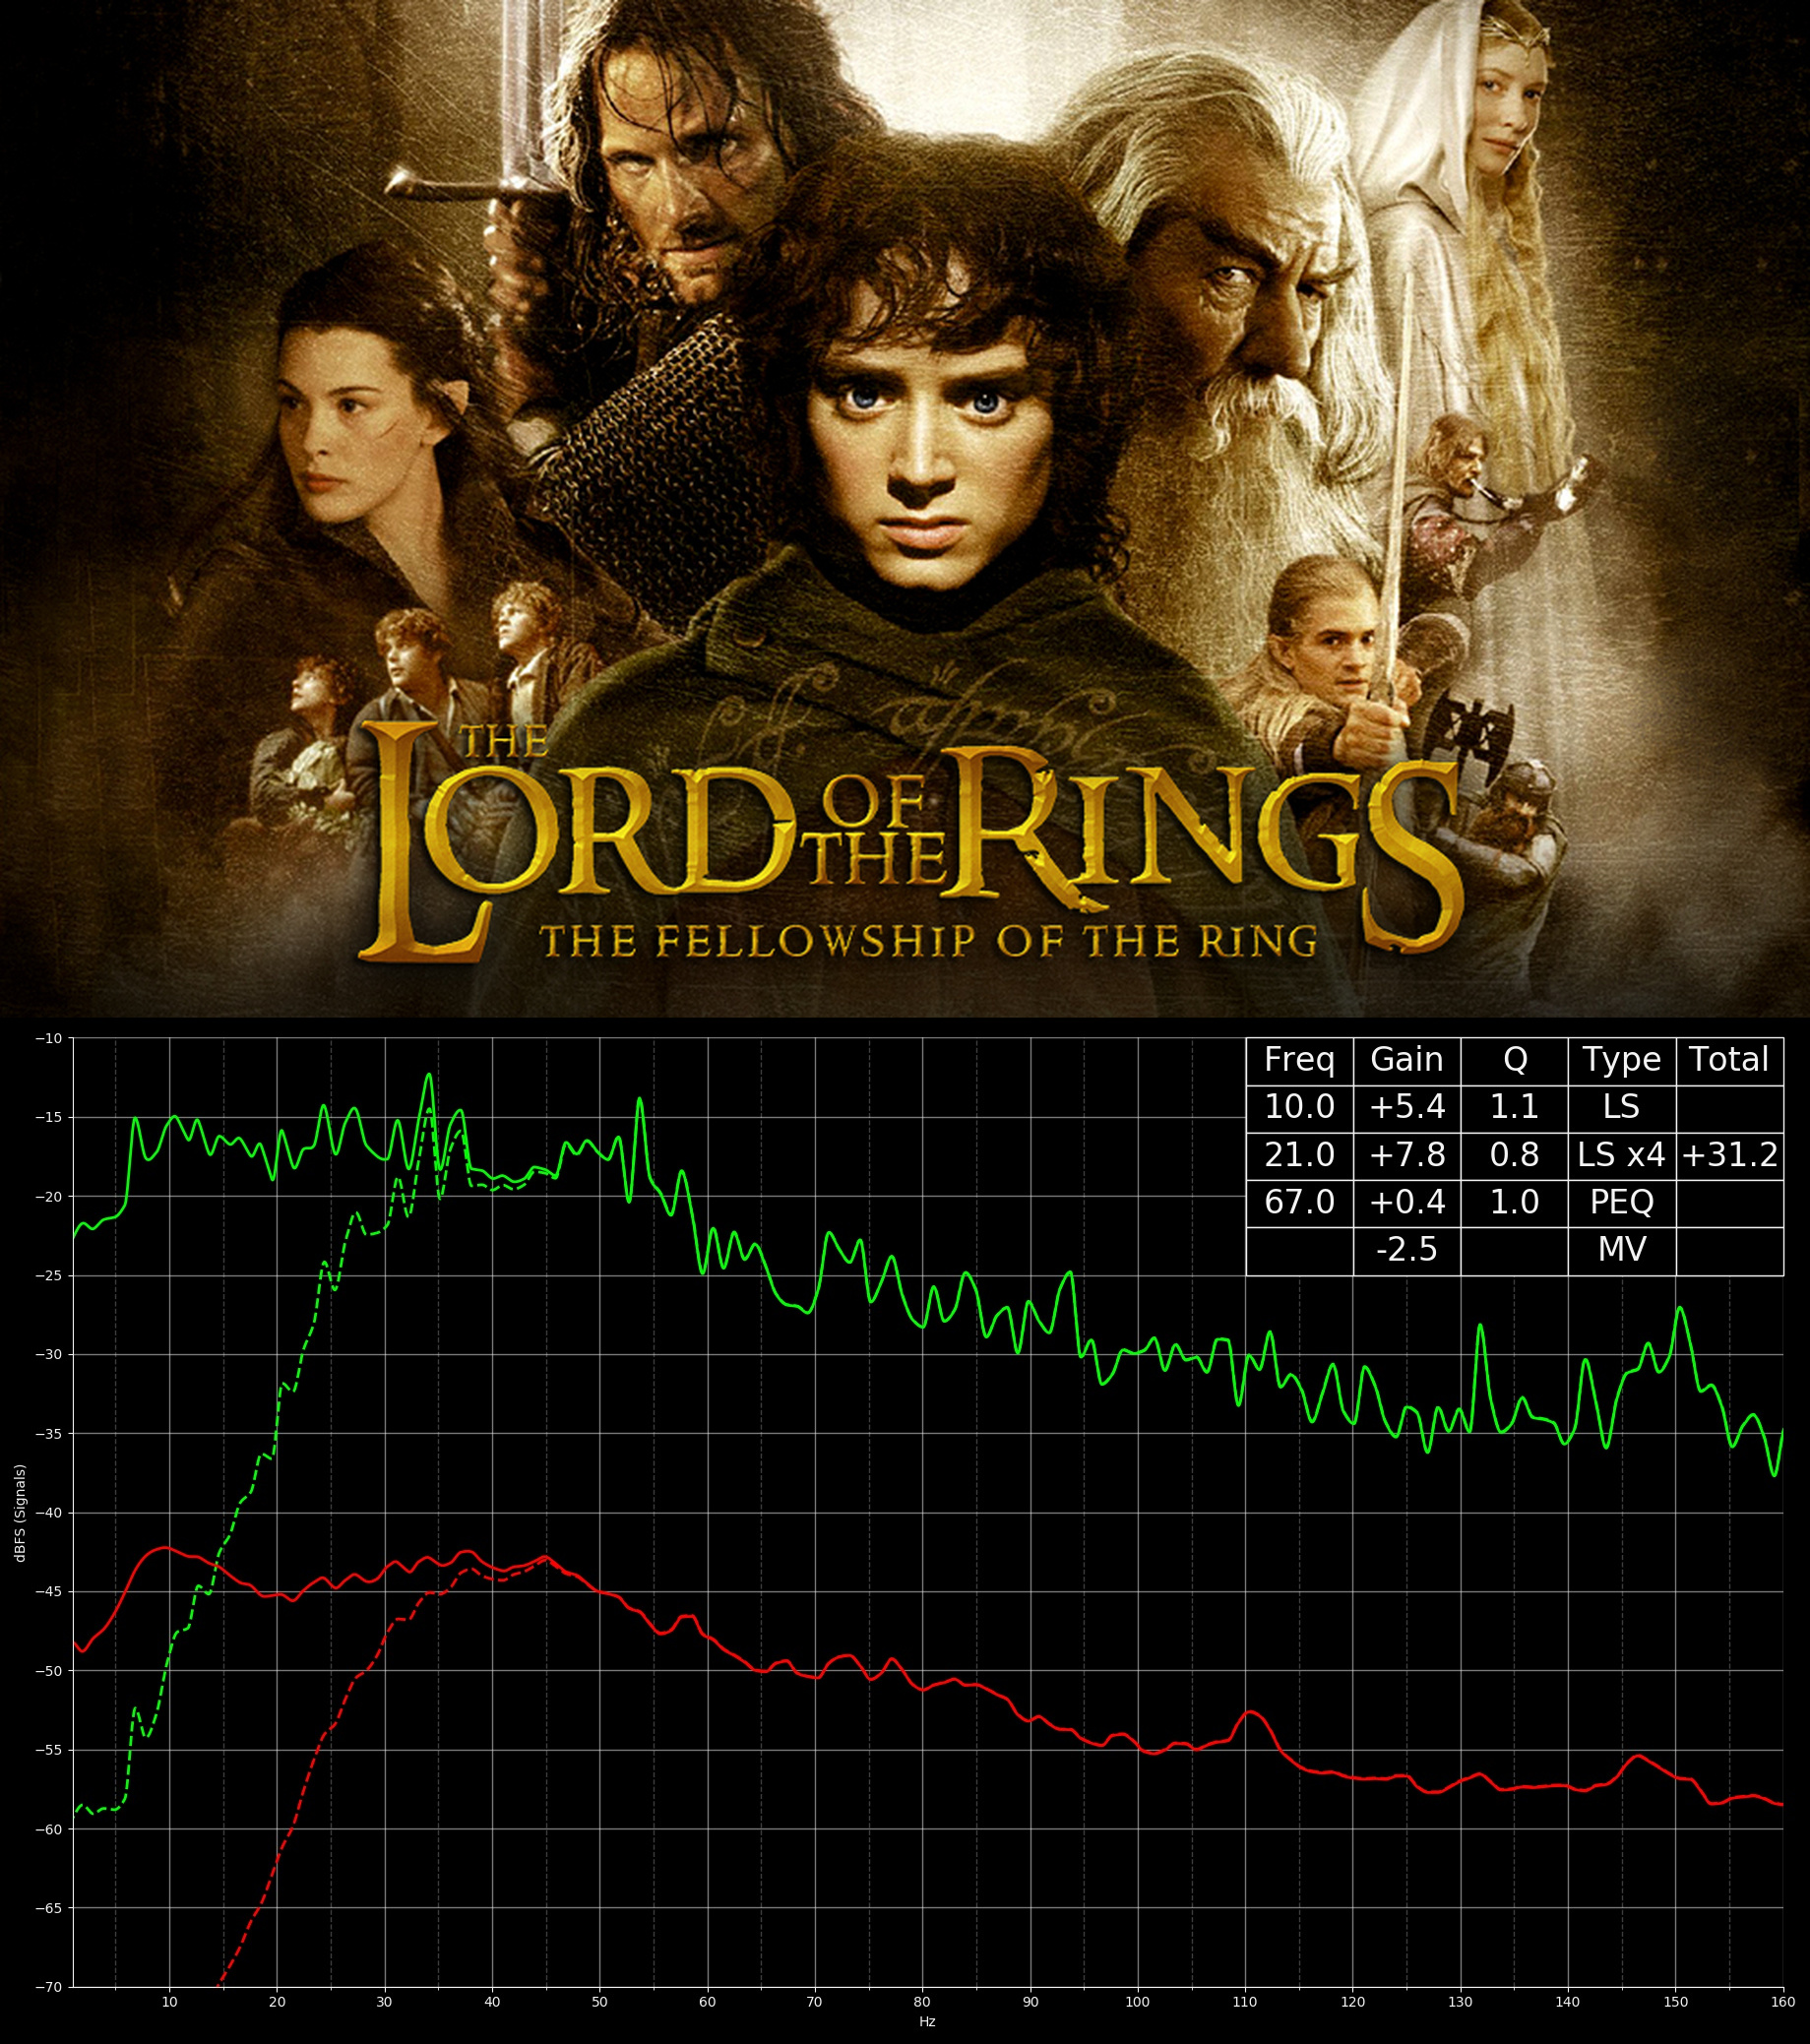 THE
LORD OF THE RINGS
THE FELLOWSHIP OF THE RING
Freq Gain Q Type Total
10.0 +5.4 1.1 LS
21.0 +7.8 0.8 LS x4 +31.2
67.0 +0.4 1.0 PEQ
-2.5 MV
−10
−15
−20
−25
−30
−35
−40
−45
−50
−55
−60
−65
−70
dBFS (Signals)
10 20 30 40 50 60 70 80 90 100 110 120 130 140 150 160
Hz